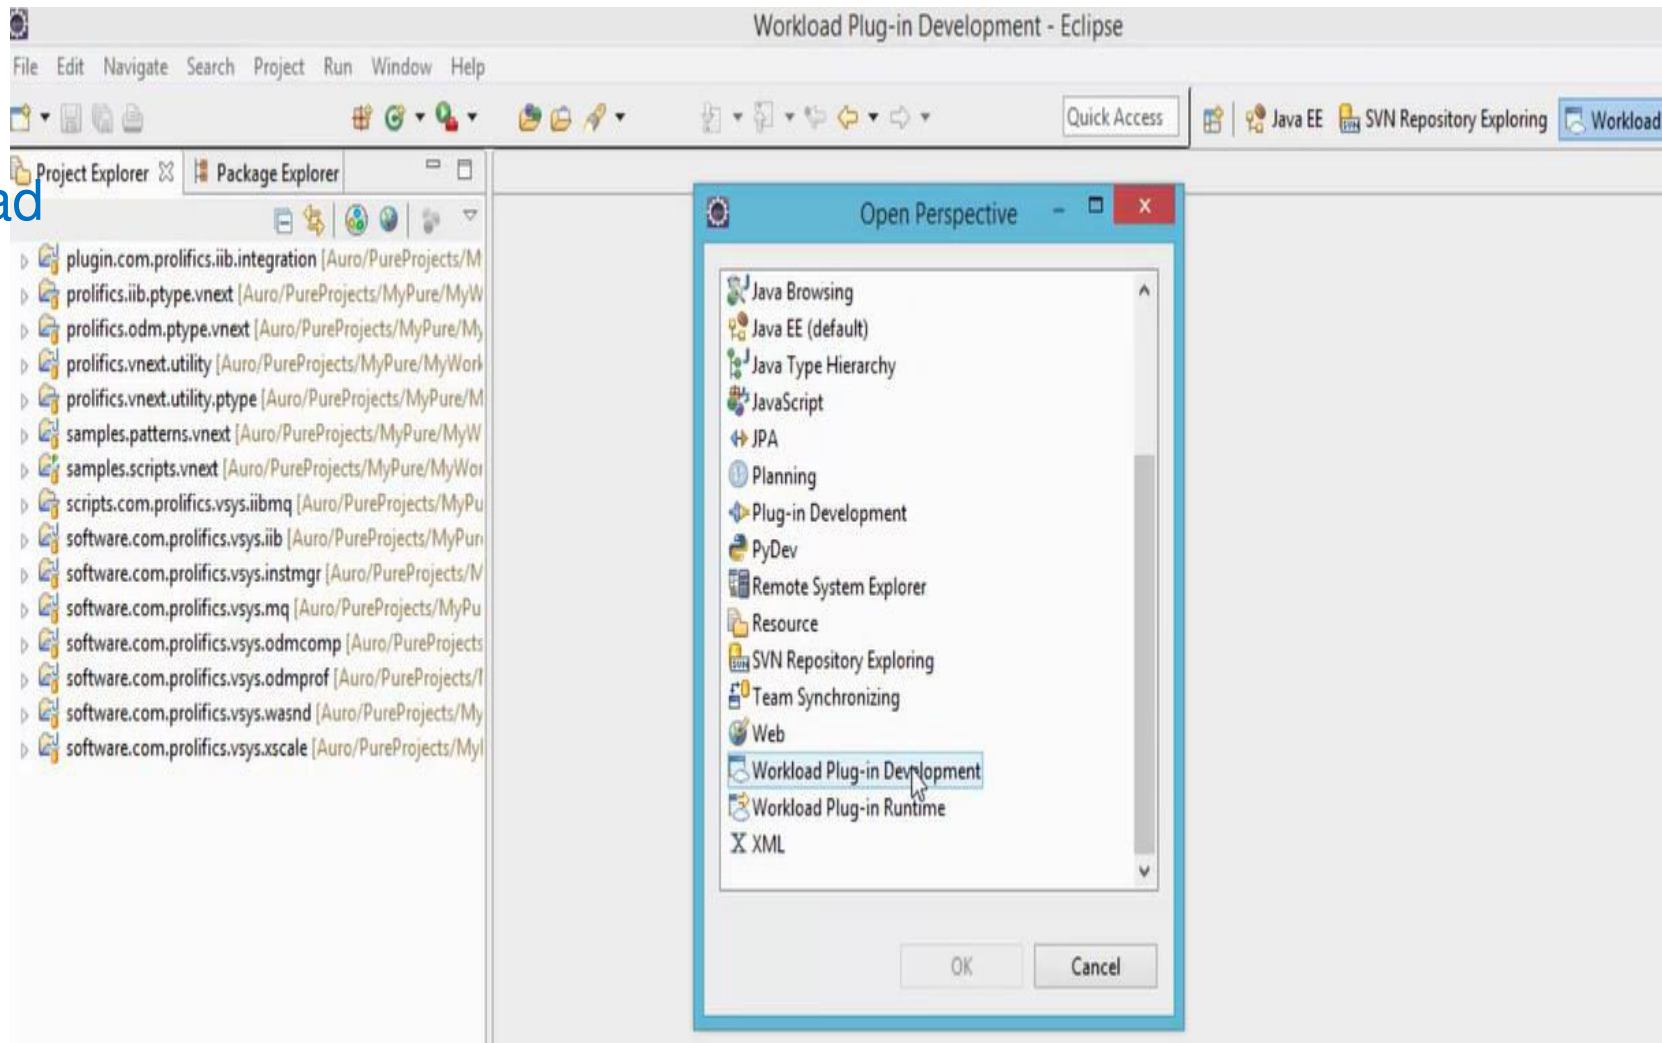 Workload Plug-in Development - Eclipse
File Edit Navigate Search Project Run Window Help
Quick Access Java EE SVN Repository Exploring Workload
Project Explorer Package Explorer
ad
plugin.com.prolifics.iib.integration [Auro/PureProjects/M
prolifics.iib.ptype.vnext [Auro/PureProjects/MyPure/MyW
prolifics.odm.ptype.vnext [Auro/PureProjects/MyPure/My
prolifics.vnext.utility [Auro/PureProjects/MyPure/MyWork
prolifics.vnext.utility.ptype [Auro/PureProjects/MyPure/M
samples.patterns.vnext [Auro/PureProjects/MyPure/MyW
samples.scripts.vnext [Auro/PureProjects/MyPure/MyWor
scripts.com.prolifics.vsys.iibmq [Auro/PureProjects/MyPu
software.com.prolifics.vsys.iib [Auro/PureProjects/MyPur
software.com.prolifics.vsys.instmgr [Auro/PureProjects/M
software.com.prolifics.vsys.mq [Auro/PureProjects/MyPu
software.com.prolifics.vsys.odmcomp [Auro/PureProjects
software.com.prolifics.vsys.odmprof [Auro/PureProjects/
software.com.prolifics.vsys.wasnd [Auro/PureProjects/My
software.com.prolifics.vsys.xscale [Auro/PureProjects/My
Open Perspective
Java Browsing
Java EE (default)
Java Type Hierarchy
JavaScript
JPA
Planning
Plug-in Development
PyDev
Remote System Explorer
Resource
SVN Repository Exploring
Team Synchronizing
Web
Workload Plug-in Development
Workload Plug-in Runtime
XML
OK Cancel